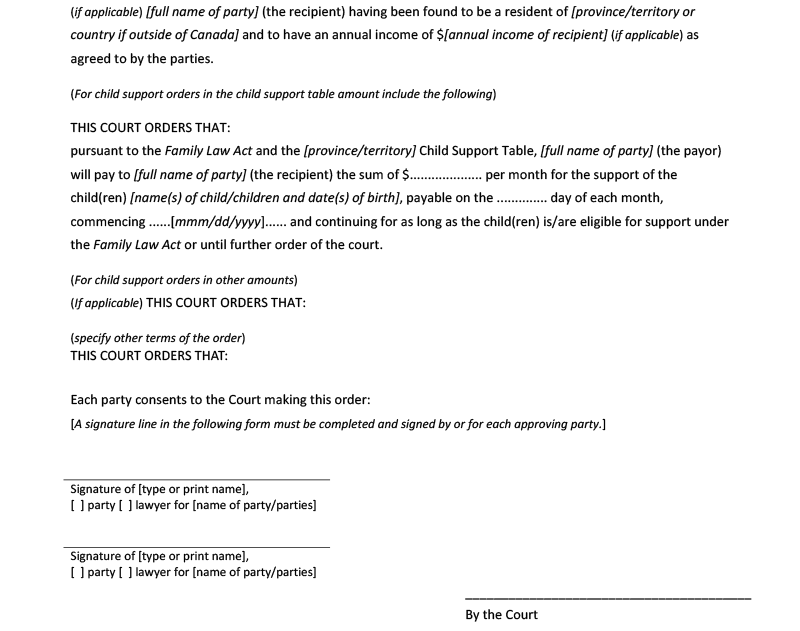 (if applicable) [full name of party] (the recipient) having been found to be a resident of [province/territory or
country if outside of Canada] and to have an annual income of $[annual income of recipient] (if applicable) as
agreed to by the parties.
(For child support orders in the child support table amount include the following)
THIS COURT ORDERS THAT:
pursuant to the Family Law Act and the [province/territory] Child Support Table, [full name of party] (the payor)
will pay to [full name of party] (the recipient) the sum of $.................... per month for the support of the
child(ren) [name(s) of child/children and date(s) of birth], payable on the .............. day of each month,
commencing ......[mmm/dd/yyyy]...... and continuing for as long as the child(ren) is/are eligible for support under
the Family Law Act or until further order of the court.
(For child support orders in other amounts)
(If applicable) THIS COURT ORDERS THAT:
(specify other terms of the order)
THIS COURT ORDERS THAT:
Each party consents to the Court making this order:
[A signature line in the following form must be completed and signed by or for each approving party.]
Signature of [type or print name],
[ ] party [ ] lawyer for [name of party/parties]
Signature of [type or print name],
[ ] party [ ] lawyer for [name of party/parties]
By the Court